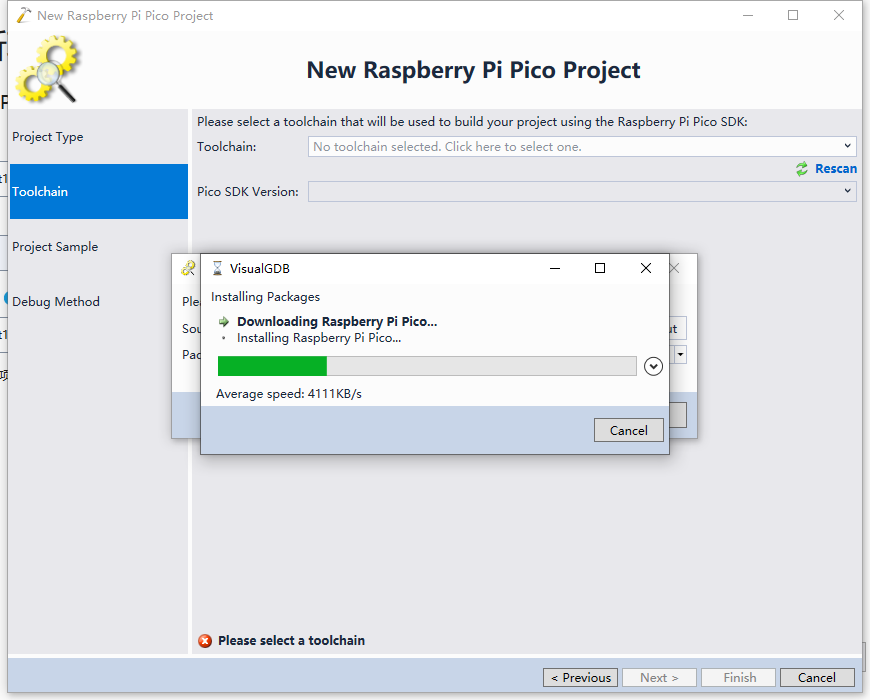 New Raspberry Pi Pico Project
New Raspberry Pi Pico Project
Please select a toolchain that will be used to build your project using the Raspberry Pi Pico SDK:
Project Type
Toolchain:
No toolchain selected. Click here to select one.
Rescan
Toolchain
Pico SDK Version:
Project Sample
VisualGDB
Installing Packages
Debug Method
Downloading Raspberry Pi Pico...
Installing Raspberry Pi Pico...
Average speed: 4111KB/s
Cancel
Please select a toolchain
< Previous
Next >
Finish
Cancel